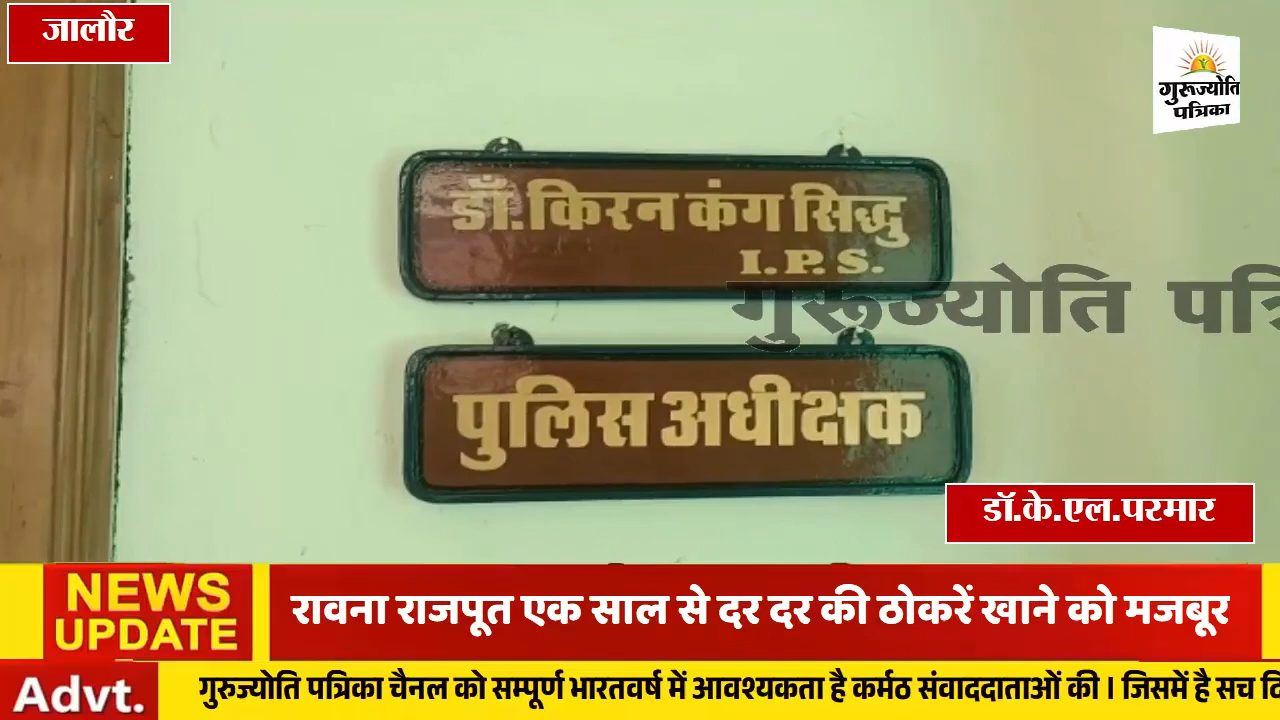 जालौर
गुरूज्योति
पत्रिका
डॉ.किरन कंग सिद्धु
I.P.S.
गुरूज्योति
पुलिस अधीक्षक
डॉ.के.एल.परमार
NEWS
UPDATE
रावना राजपूत एक साल से दर दर की ठोकरें खाने को मजबूर
Advt.
गुरुज्योति पत्रिका चैनल को सम्पूर्ण भारतवर्ष में आवश्यकता है कर्मठ संवाददाताओं की । जिसमें है सच